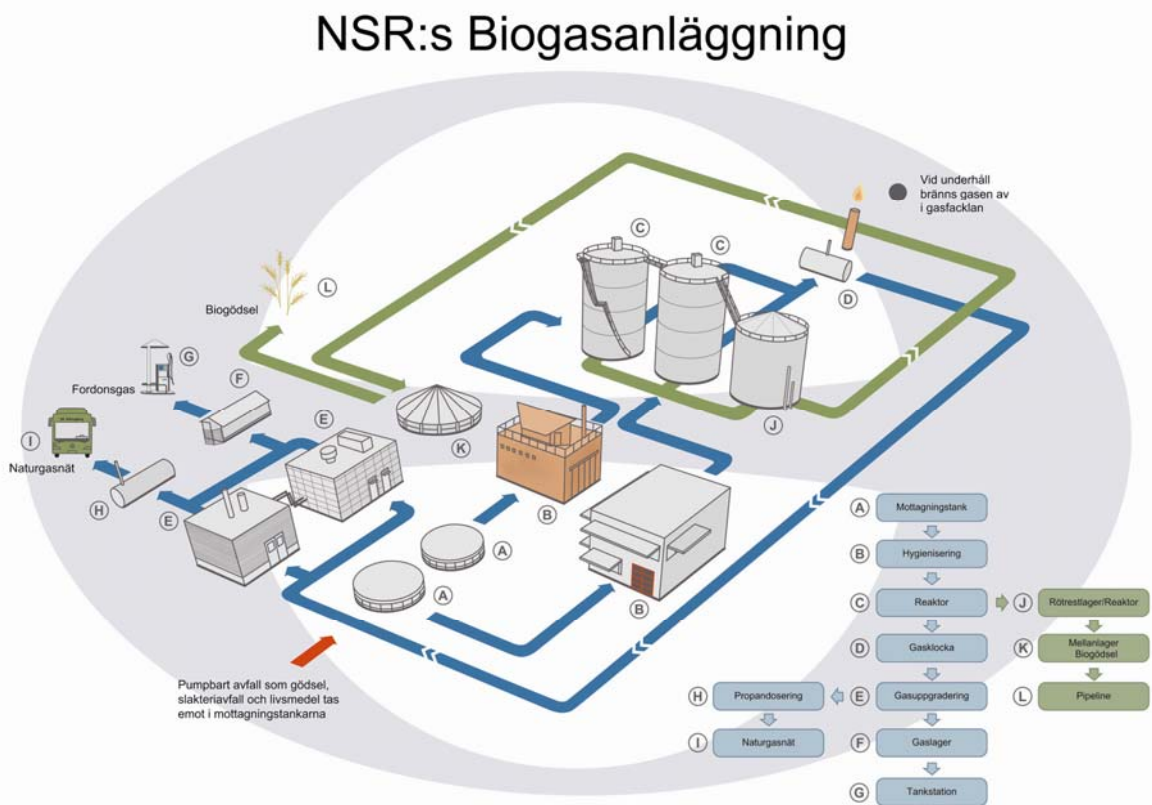 NSR:s Biogasanläggning
Vid underhåll
bränns gasen av
i gasfacklan
C
C
D
L
Biogödsel
G
Fordonsgas
F
E
I
Naturgasnät
H
E
K
J
B
A
A
B
Pumpbart avfall som gödsel,
slakteriavfall och livsmedel tas
emot i mottagningstankarna
A Mottagningstank
B Hygienisering
C Reaktor
J Rötrestlager/Reaktor
D Gasklocka
K Mellanlager
Biogödsel
H Propandosering
E Gasuppgradering
L Pipeline
I Naturgasnät
F Gaslager
G Tankstation